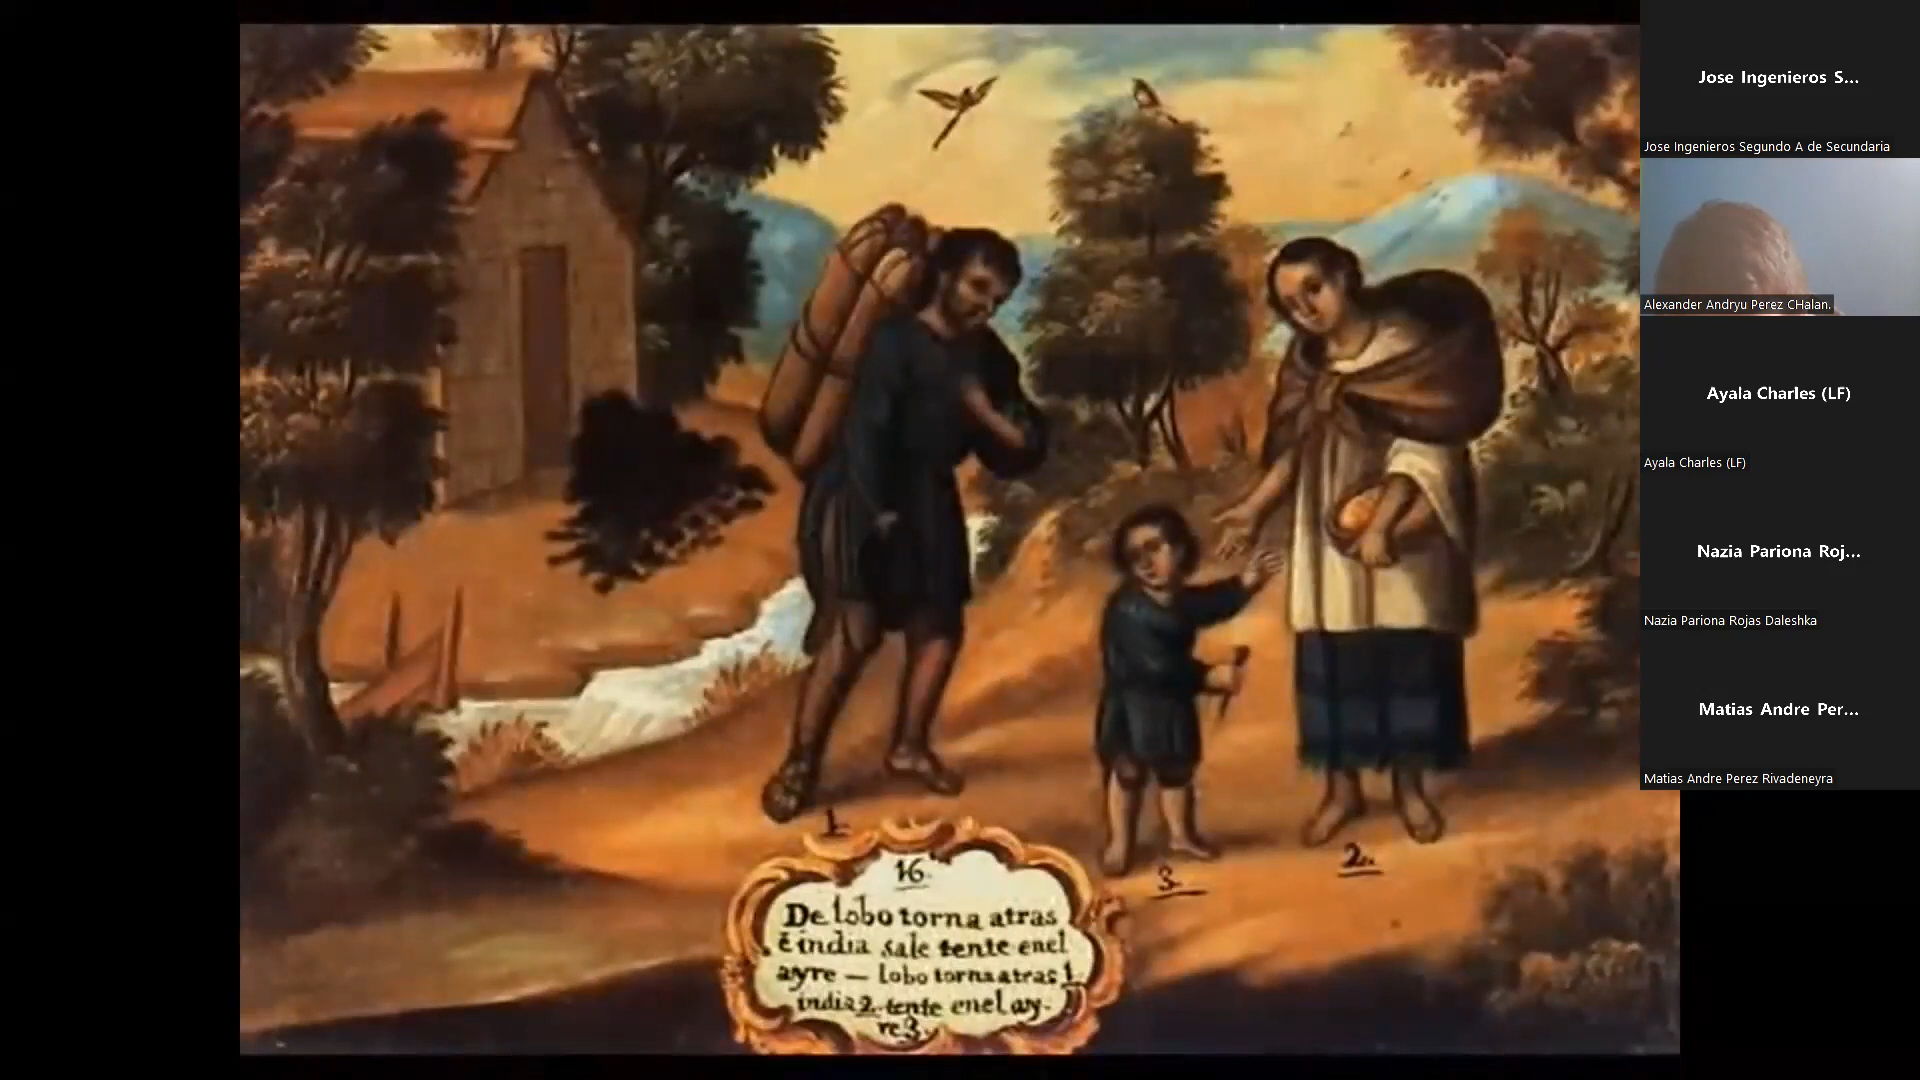 Jose Ingenieros S...
Jose Ingenieros Segundo A de Secundaria
Alexander Andryu Perez CHalan.
Ayala Charles (LF)
Ayala Charles (LF)
Nazia Pariona Roj...
Nazia Pariona Rojas Daleshka
Matias Andre Per...
Matias Andre Perez Rivadeneyra
1
3
2.
16.
De lobo torna atras
è india sale tente enel
ayre — lobo torna atras 1.
india 2. tente enel ay-
re 3.